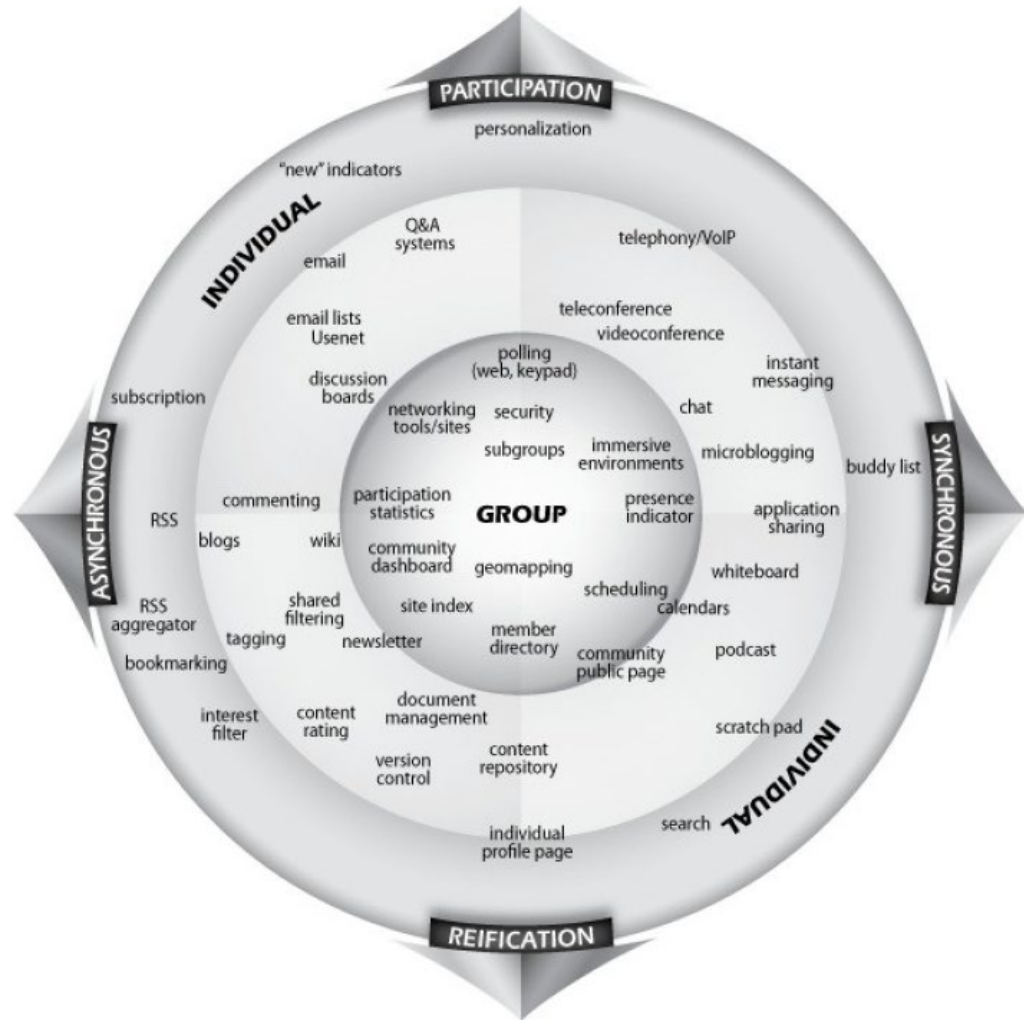 PARTICIPATION
personalization
"new" indicators
INDIVIDUAL
Q&A
systems
telephony/VoIP
email
teleconference
email lists
Usenet
videoconference
polling
(web, keypad)
instant
messaging
discussion
boards
subscription
networking
tools/sites
security
chat
subgroups
immersive
environments
microblogging
buddy list
ASYNCHRONOUS
SYNCHRONOUS
commenting
participation
statistics
GROUP
presence
indicator
application
sharing
RSS
blogs
wiki
community
dashboard
geomapping
whiteboard
scheduling
calendars
RSS
aggregator
shared
filtering
site index
tagging
newsletter
member
directory
community
public page
podcast
bookmarking
interest
filter
content
rating
document
management
scratch pad
INDIVIDUAL
version
control
content
repository
search
individual
profile page
REIFICATION